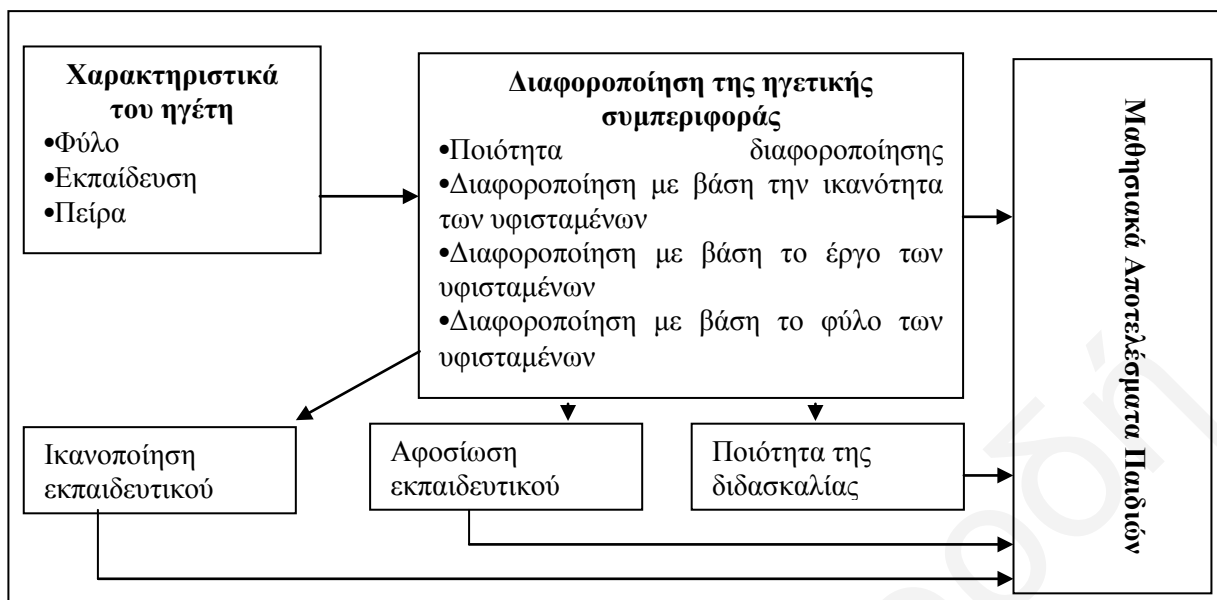 Χαρακτηριστικά
του ηγέτη
•Φύλο
•Εκπαίδευση
•Πείρα
Διαφοροποίηση της ηγετικής
συμπεριφοράς
•Ποιότητα διαφοροποίησης
•Διαφοροποίηση με βάση την ικανότητα
των υφισταμένων
•Διαφοροποίηση με βάση το έργο των
υφισταμένων
•Διαφοροποίηση με βάση το φύλο των
υφισταμένων
Μαθησιακά Αποτελέσματα Παιδιών
Ικανοποίηση
εκπαιδευτικού
Αφοσίωση
εκπαιδευτικού
Ποιότητα της
διδασκαλίας